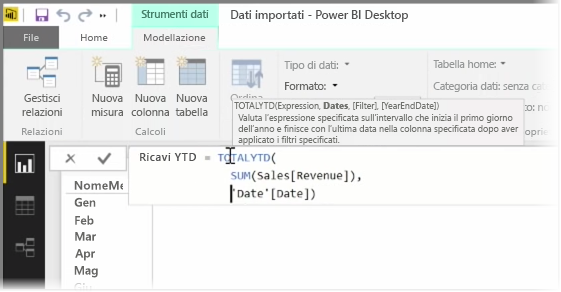 Strumenti dati
Dati importati - Power BI Desktop
File
Home
Modellazione
Gestisci
relazioni
Nuova
misura
Nuova
colonna
Nuova
tabella
Ordina
Tipo di dati:
Formato:
Tabella home:
Categoria dati: senza cat
Relazioni
Calcoli
TOTALYTD(Expression, Dates, [Filter], [YearEndDate])
Valuta l'espressione specificata sull'intervallo che inizia il primo giorno
dell'anno e finisce con l'ultima data nella colonna specificata dopo aver
applicato i filtri specificati.
Ricavi YTD = TOTALYTD(
SUM(Sales[Revenue]),
'Date'[Date])
NomeMe
Gen
Feb
Mar
Apr
Mag